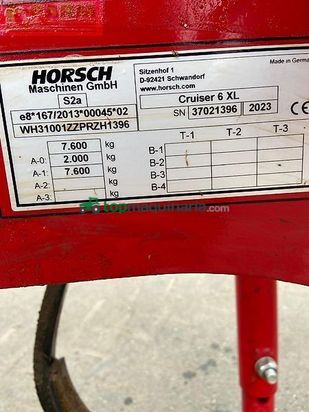 HORSCH
Maschinen GmbH
S2a
e8*167/2013*00045*02
WH31001ZZPRZH1396
Sitzenhof 1
D-92421 Schwandorf
www.horsch.com
Made in Germany
Cruiser 6 XL
SN 37021396 2023
7.600 kg
A-0: 2.000 kg
A-1: 7.600 kg
A-2: kg
A-3:
T-1 T-2 T-3
B-1
B-2
B-3
B-4
topmaquinaria.com